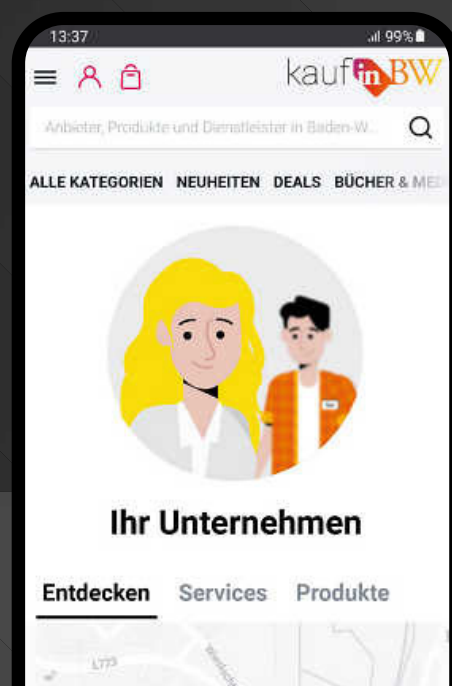 13:37 99%
kauf in BW
Anbieter, Produkte und Dienstleister in Baden-W...
ALLE KATEGORIEN NEUHEITEN DEALS BÜCHER & MED
Ihr Unternehmen
Entdecken Services Produkte
L773